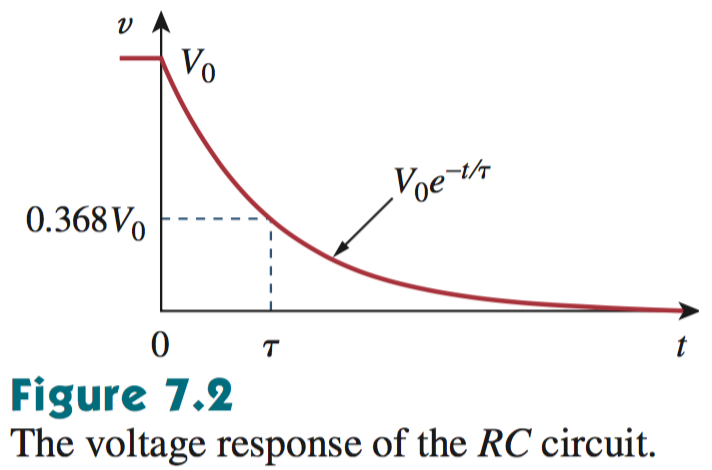 v
V₀
V₀e^−t/τ
0.368V₀
0
τ
t
Figure 7.2
The voltage response of the RC circuit.